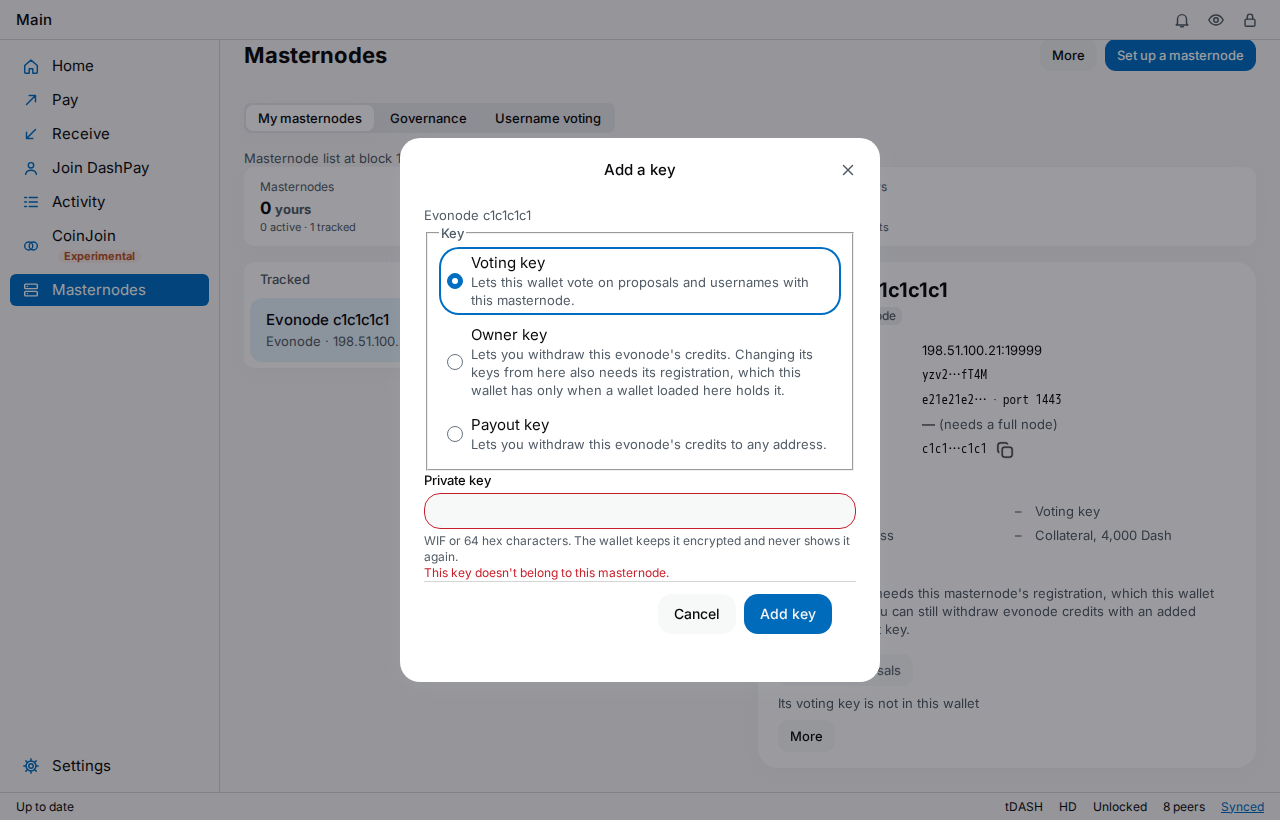 Main
Home
Pay
Receive
Join DashPay
Activity
CoinJoin
Experimental
Masternodes
Settings
Masternodes
More
Set up a masternode
My masternodes
Governance
Username voting
Masternode list at block
Masternodes
0 yours
0 active · 1 tracked
Tracked
Evonode c1c1c1c1
Evonode · 198.51.100.
Add a key
Evonode c1c1c1c1
Key
Voting key
Lets this wallet vote on proposals and usernames with
this masternode.
Owner key
Lets you withdraw this evonode's credits. Changing its
keys from here also needs its registration, which this
wallet has only when a wallet loaded here holds it.
Payout key
Lets you withdraw this evonode's credits to any address.
Private key
WIF or 64 hex characters. The wallet keeps it encrypted and never shows it
again.
This key doesn't belong to this masternode.
Cancel
Add key
1c1c1c1
198.51.100.21:19999
yzv2···fT4M
e21e21e2··· · port 1443
— (needs a full node)
c1c1···c1c1
– Voting key
– Collateral, 4,000 Dash
needs this masternode's registration, which this wallet
can still withdraw evonode credits with an added
key.
Its voting key is not in this wallet
More
Up to date
tDASH
HD
Unlocked
8 peers
Synced